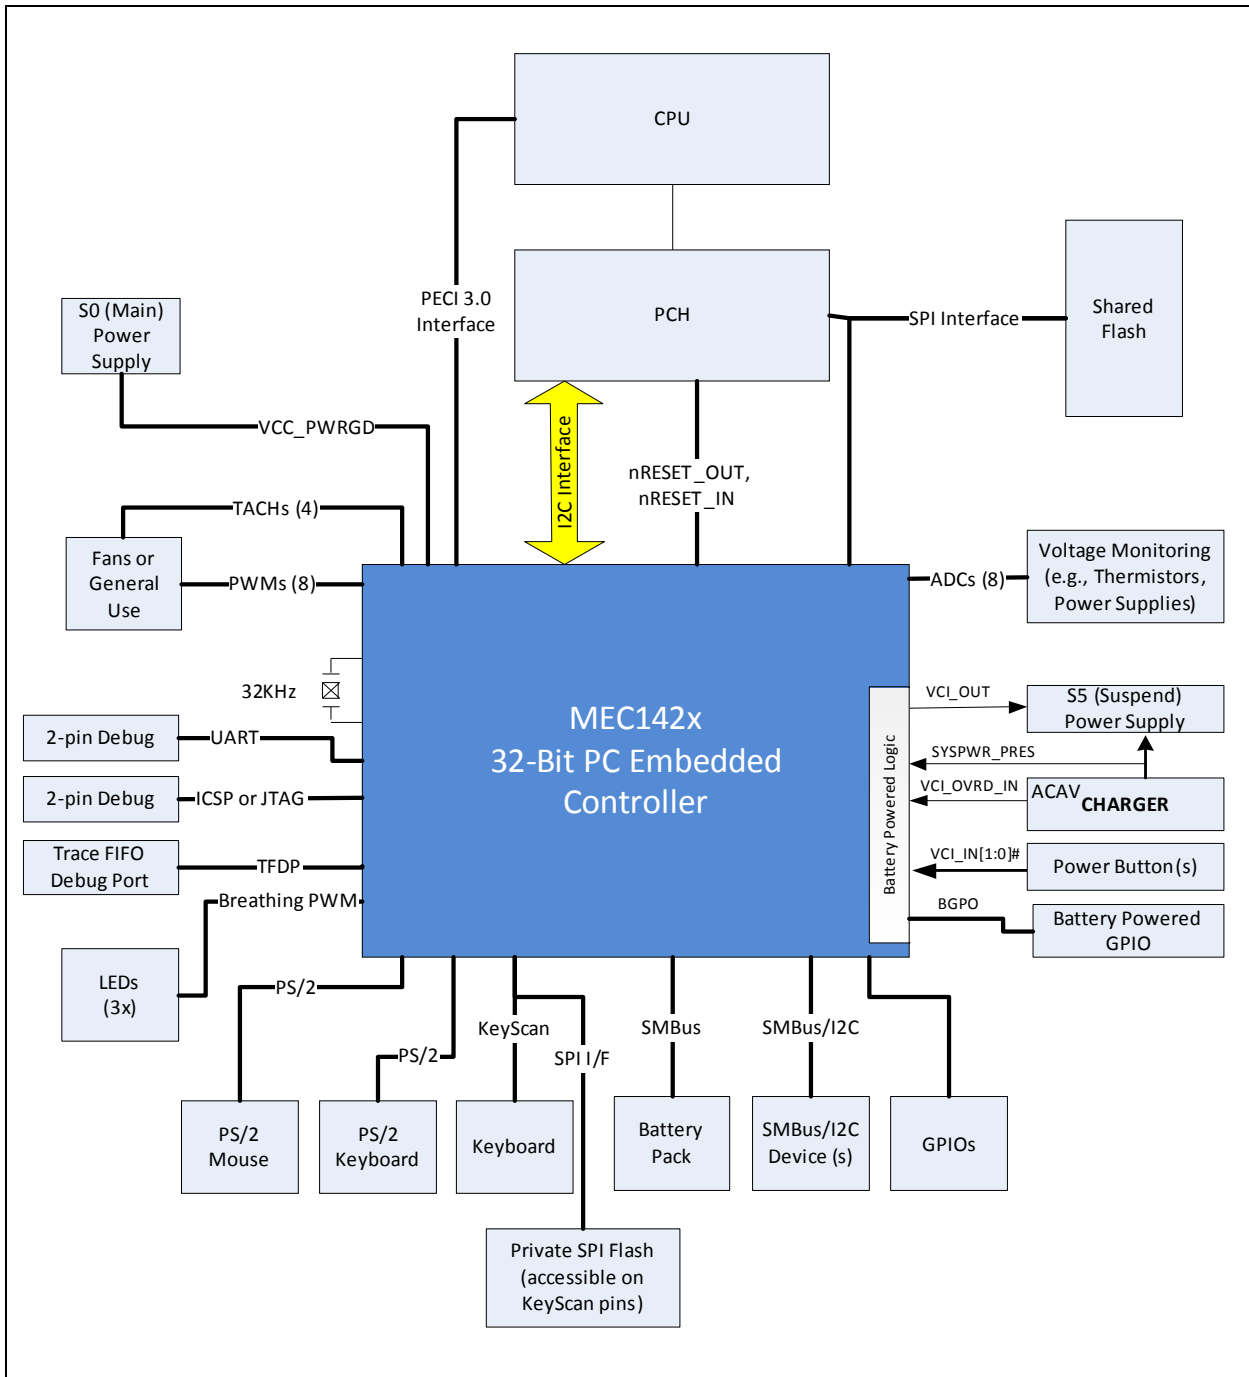 CPU
PECI 3.0
Interface
PCH
SPI Interface
Shared
Flash
S0 (Main)
Power
Supply
VCC_PWRGD
I2C Interface
nRESET_OUT,
nRESET_IN
TACHs (4)
Fans or
General
Use
PWMs (8)
ADCs (8)
Voltage Monitoring
(e.g., Thermistors,
Power Supplies)
32KHz
MEC142x
32-Bit PC Embedded
Controller
Battery Powered Logic
VCI_OUT
S5 (Suspend)
Power Supply
SYSPWR_PRES
VCI_OVRD_IN
ACAV
CHARGER
VCI_IN[1:0]#
Power Button(s)
BGPO
Battery Powered
GPIO
2-pin Debug
UART
2-pin Debug
ICSP or JTAG
Trace FIFO
Debug Port
TFDP
Breathing PWM
LEDs
(3x)
PS/2
PS/2
KeyScan
SPI I/F
SMBus
SMBus/I2C
PS/2
Mouse
PS/2
Keyboard
Keyboard
Battery
Pack
SMBus/I2C
Device (s)
GPIOs
Private SPI Flash
(accessible on
KeyScan pins)